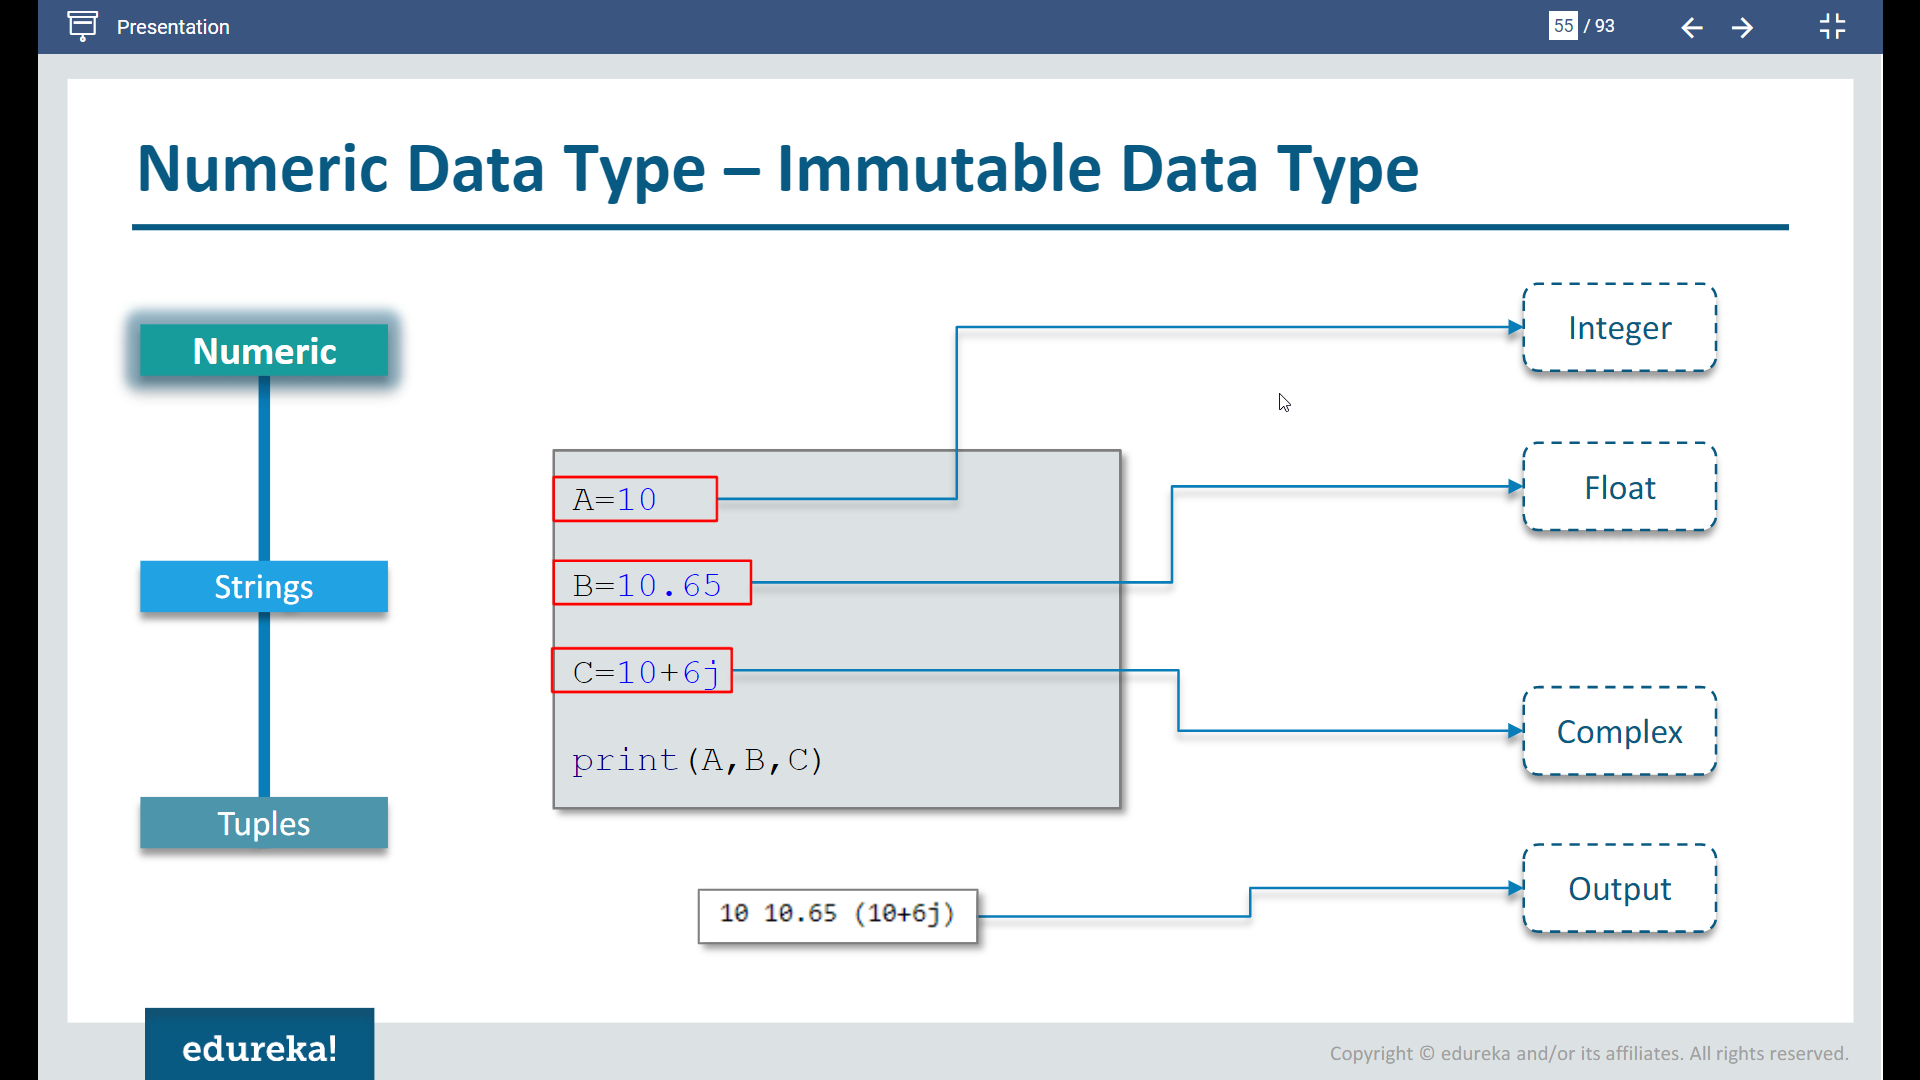 Presentation
55 / 93
Numeric Data Type – Immutable Data Type
Numeric
Strings
Tuples
A=10
B=10.65
C=10+6j
print(A,B,C)
10 10.65 (10+6j)
Integer
Float
Complex
Output
edureka!
Copyright © edureka and/or its affiliates. All rights reserved.